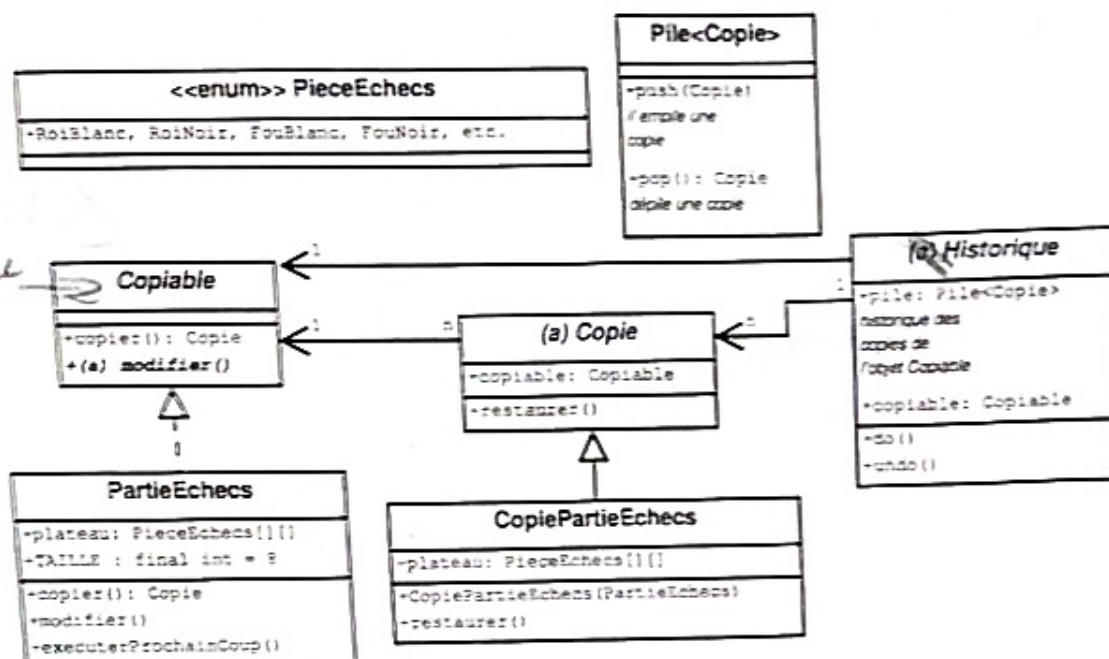 Pile<Copie>
+push(Copie)
// empile une
copie
+pop(): Copie
dépile une copie
<<enum>> PieceEchecs
+RoiBlanc, RoiNoir, FouBlanc, FouNoir, etc.
Copiable
+copier(): Copie
+(a) modifier()
1
1
n
(a) Copie
-copiable: Copiable
+restaurer()
n
1
(a) Historique
-pile: Pile<Copie>
historique des
copies de
l'objet Copiable
-copiable: Copiable
+do()
+undo()
PartieEchecs
-plateau: PieceEchecs[][]
+TAILLE : final int = 8
+copier(): Copie
+modifier()
+executerProchainCoup()
CopiePartieEchecs
-plateau: PieceEchecs[][]
+CopiePartieEchecs(PartieEchecs)
+restaurer()